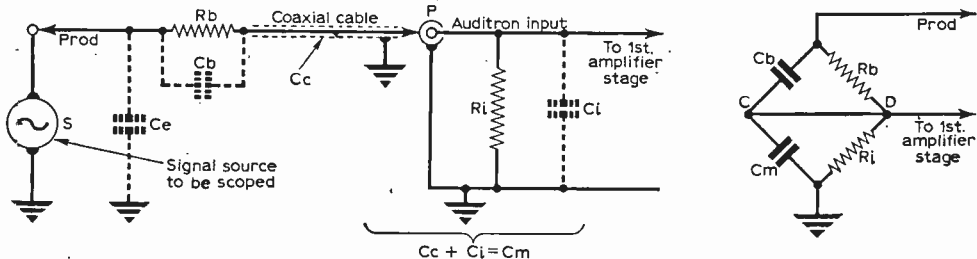 Rb
Coaxial cable
P
Auditron input
Prod
Cb
Cc
To 1st.
amplifier
stage
S
Ce
Ri
Ci
Signal source
to be scoped
Cc + Ci = Cm
Prod
Cb
Rb
C
D
To 1st.
amplifier
stage
Cm
Ri